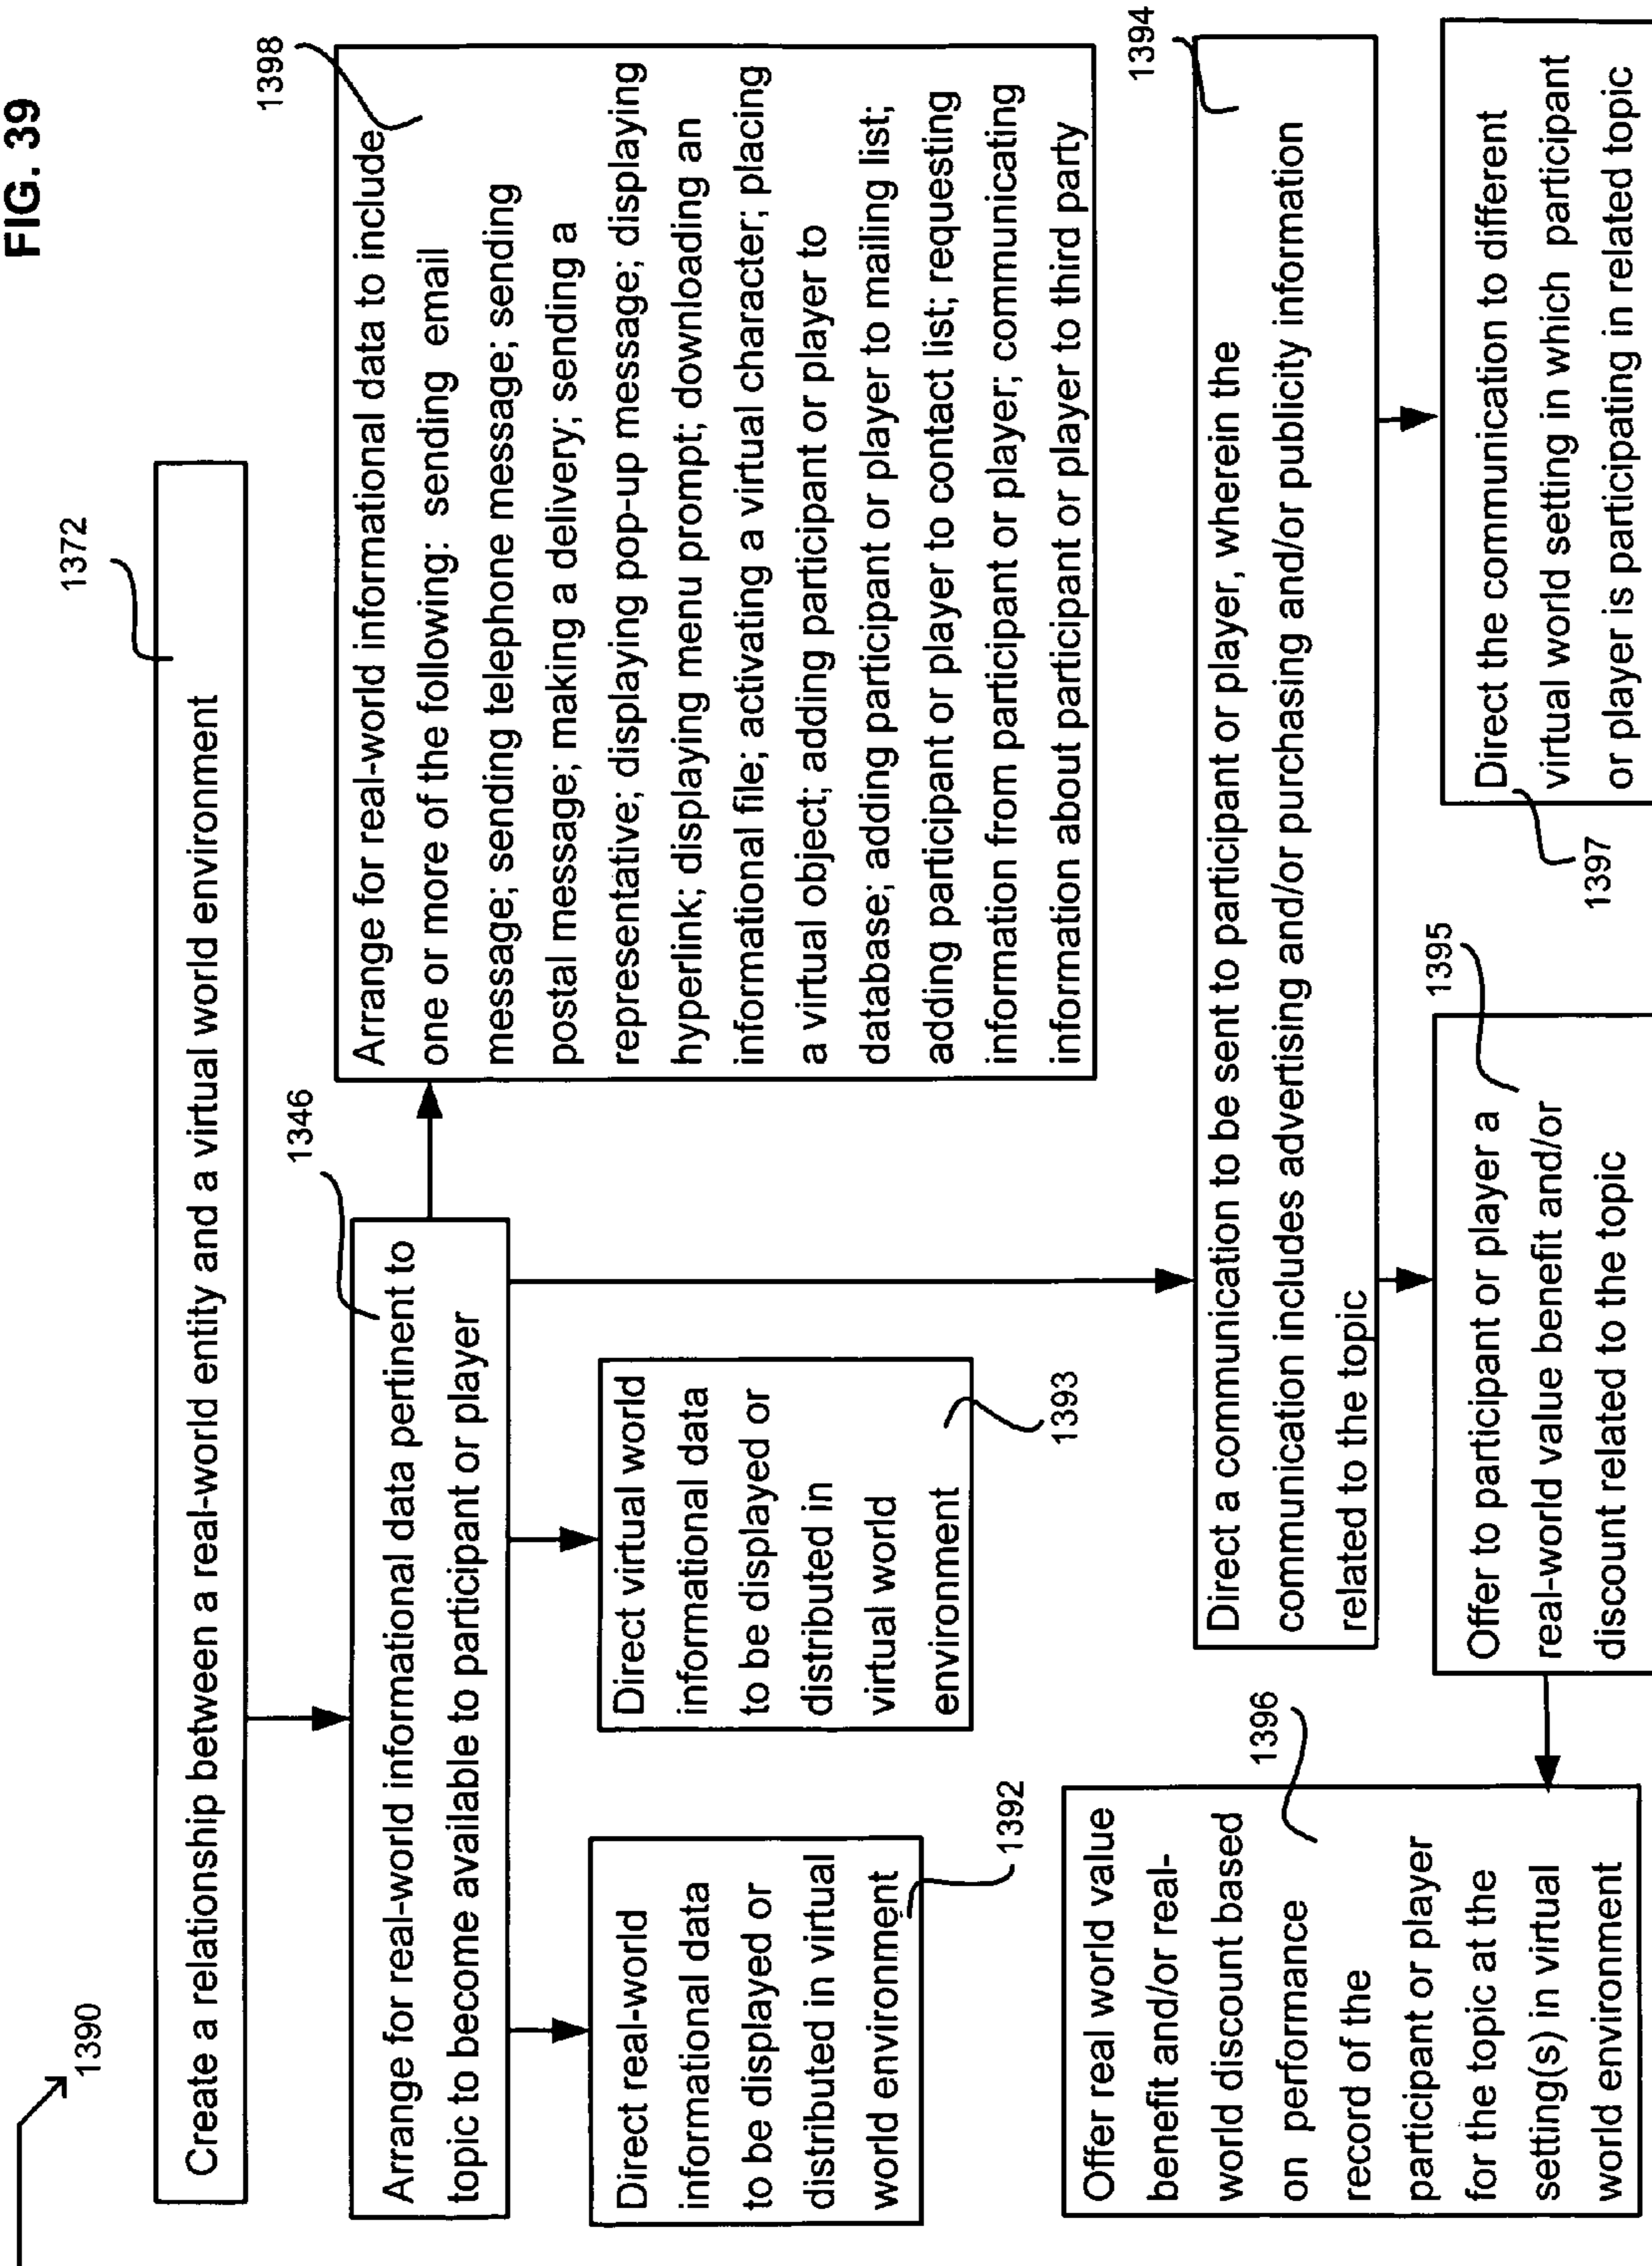 FIG. 39
1390
1372
Create a relationship between a real-world entity and a virtual world environment
1346
Arrange for real-world informational data pertinent to
topic to become available to participant or player
1398
Arrange for real-world informational data to include
one or more of the following: sending email
message; sending telephone message; sending
postal message; making a delivery; sending a
representative; displaying pop-up message; displaying
hyperlink; displaying menu prompt; downloading an
informational file; activating a virtual character; placing
a virtual object; adding participant or player to
database; adding participant or player to mailing list;
adding participant or player to contact list; requesting
information from participant or player; communicating
information about participant or player to third party
Direct real-world
informational data
to be displayed or
distributed in virtual
world environment
1392
Direct virtual world
informational data
to be displayed or
distributed in
virtual world
environment
1393
1394
Direct a communication to be sent to participant or player, wherein the
communication includes advertising and/or purchasing and/or publicity information
related to the topic
1396
Offer real world value
benefit and/or real-
world discount based
on performance
record of the
participant or player
for the topic at the
setting(s) in virtual
world environment
1395
Offer to participant or player a
real-world value benefit and/or
discount related to the topic
1397
Direct the communication to different
virtual world setting in which participant
or player is participating in related topic